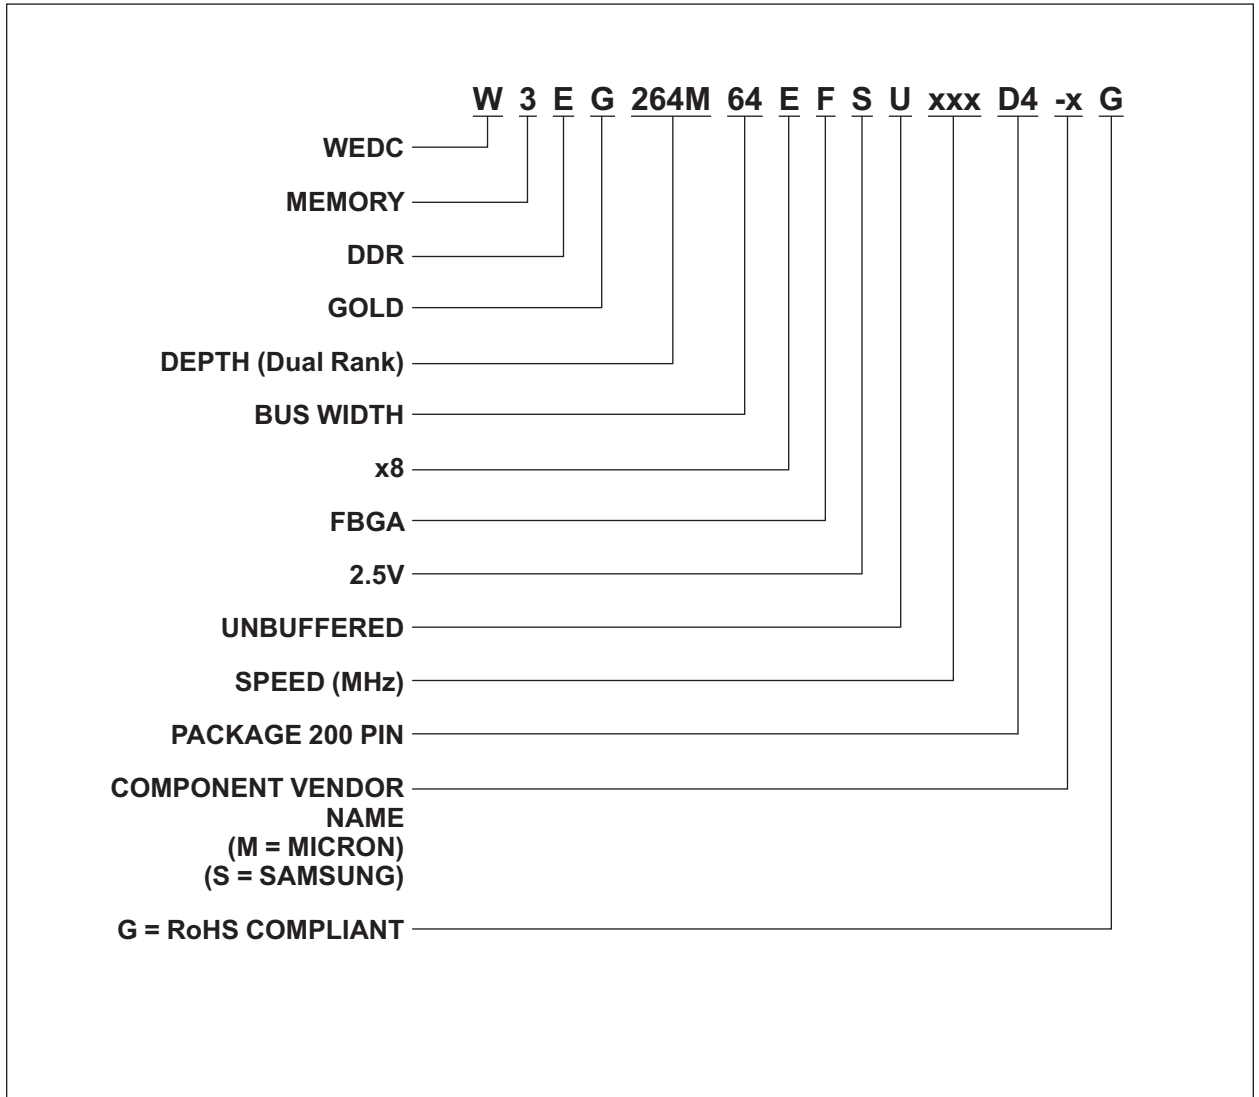 W 3 E G 264M 64 E F S U xxx D4 -x G
WEDC
MEMORY
DDR
GOLD
DEPTH (Dual Rank)
BUS WIDTH
x8
FBGA
2.5V
UNBUFFERED
SPEED (MHz)
PACKAGE 200 PIN
COMPONENT VENDOR
NAME
(M = MICRON)
(S = SAMSUNG)
G = RoHS COMPLIANT